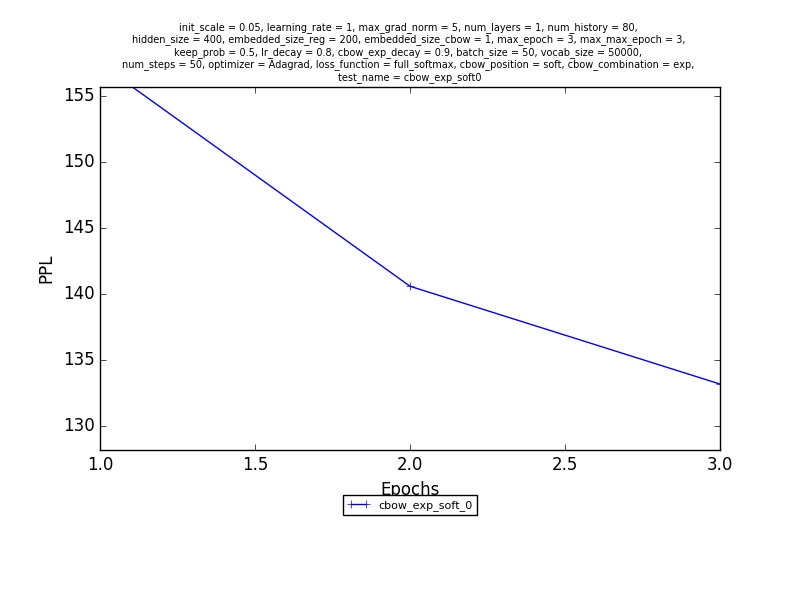 init_scale = 0.05, learning_rate = 1, max_grad_norm = 5, num_layers = 1, num_history = 80,
hidden_size = 400, embedded_size_reg = 200, embedded_size_cbow = 1, max_epoch = 3, max_max_epoch = 3,
keep_prob = 0.5, lr_decay = 0.8, cbow_exp_decay = 0.9, batch_size = 50, vocab_size = 50000,
num_steps = 50, optimizer = Adagrad, loss_function = full_softmax, cbow_position = soft, cbow_combination = exp,
test_name = cbow_exp_soft0
155
150
145
140
135
130
PPL
1.0 1.5 2.0 2.5 3.0
Epochs
cbow_exp_soft_0